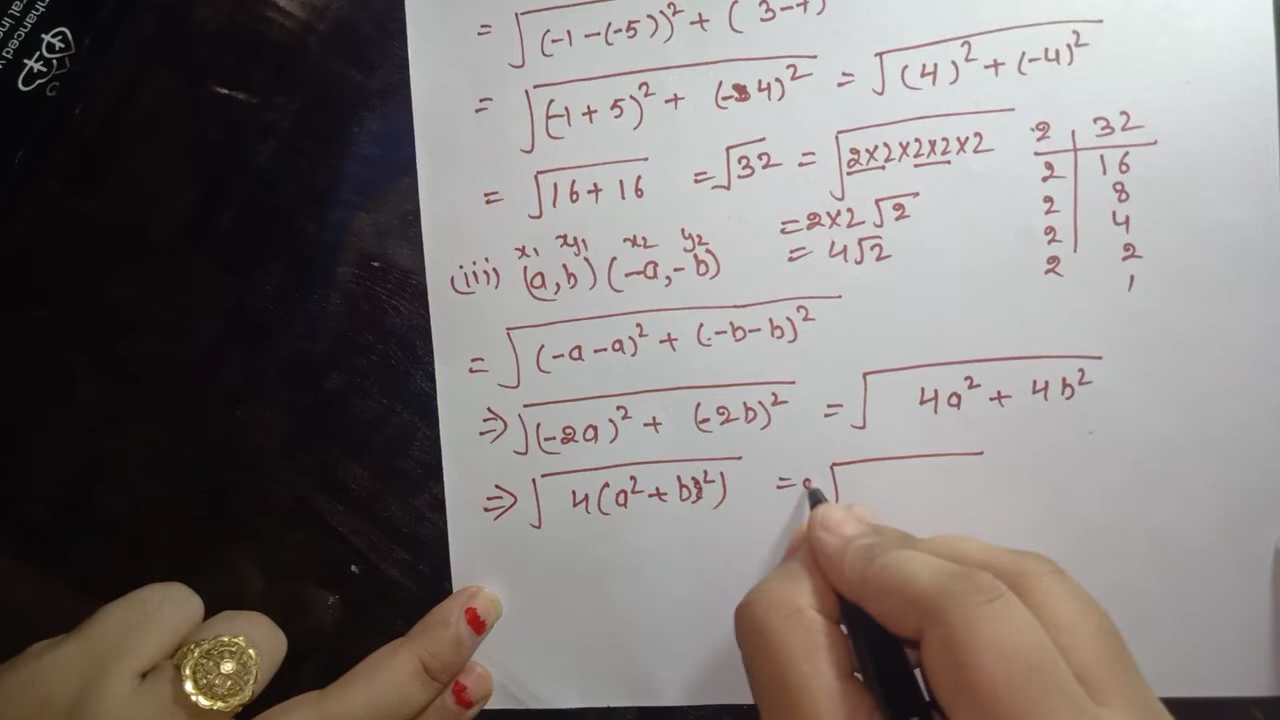 = √(-1-(-5))² + (3-7)
= √(-1+5)² + (-4)² = √(4)² + (-4)²
= √16+16 = √32 = √2×2×2×2×2
2 | 32
2 | 16
2 | 8
2 | 4
2 | 2
1
= 2×2√2
= 4√2
x₁ y₁ x₂ y₂
(iii) (a,b) (-a,-b)
= √(-a-a)² + (-b-b)²
⇒ √(-2a)² + (-2b)² = √4a² + 4b²
⇒ √4(a²+b²) = √